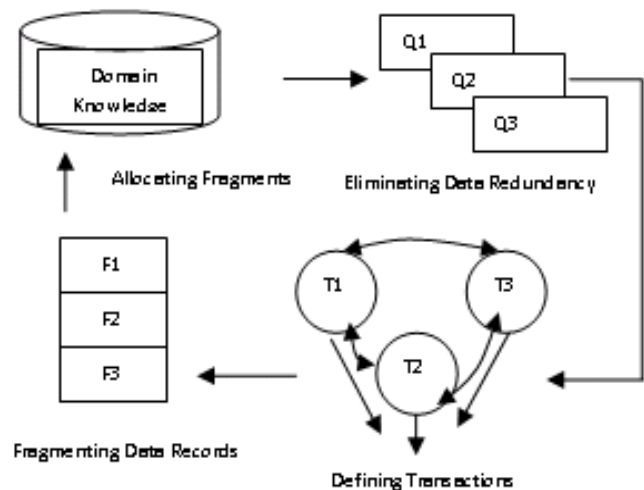 Domain
Knowledge
Q1
Q2
Q3
Allocating Fragments
Eliminating Data Redundancy
F1
F2
F3
T1
T3
T2
Fragmenting Data Records
Defining Transactions